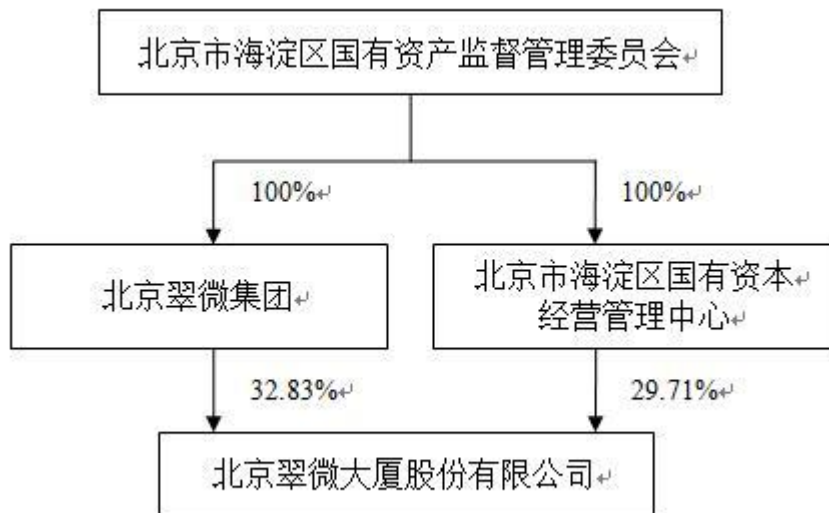 北京市海淀区国有资产监督管理委员会↵
100%↵
100%↵
北京翠微集团↵
北京市海淀区国有资本↵
经营管理中心↵
32.83%↵
29.71%↵
北京翠微大厦股份有限公司↵